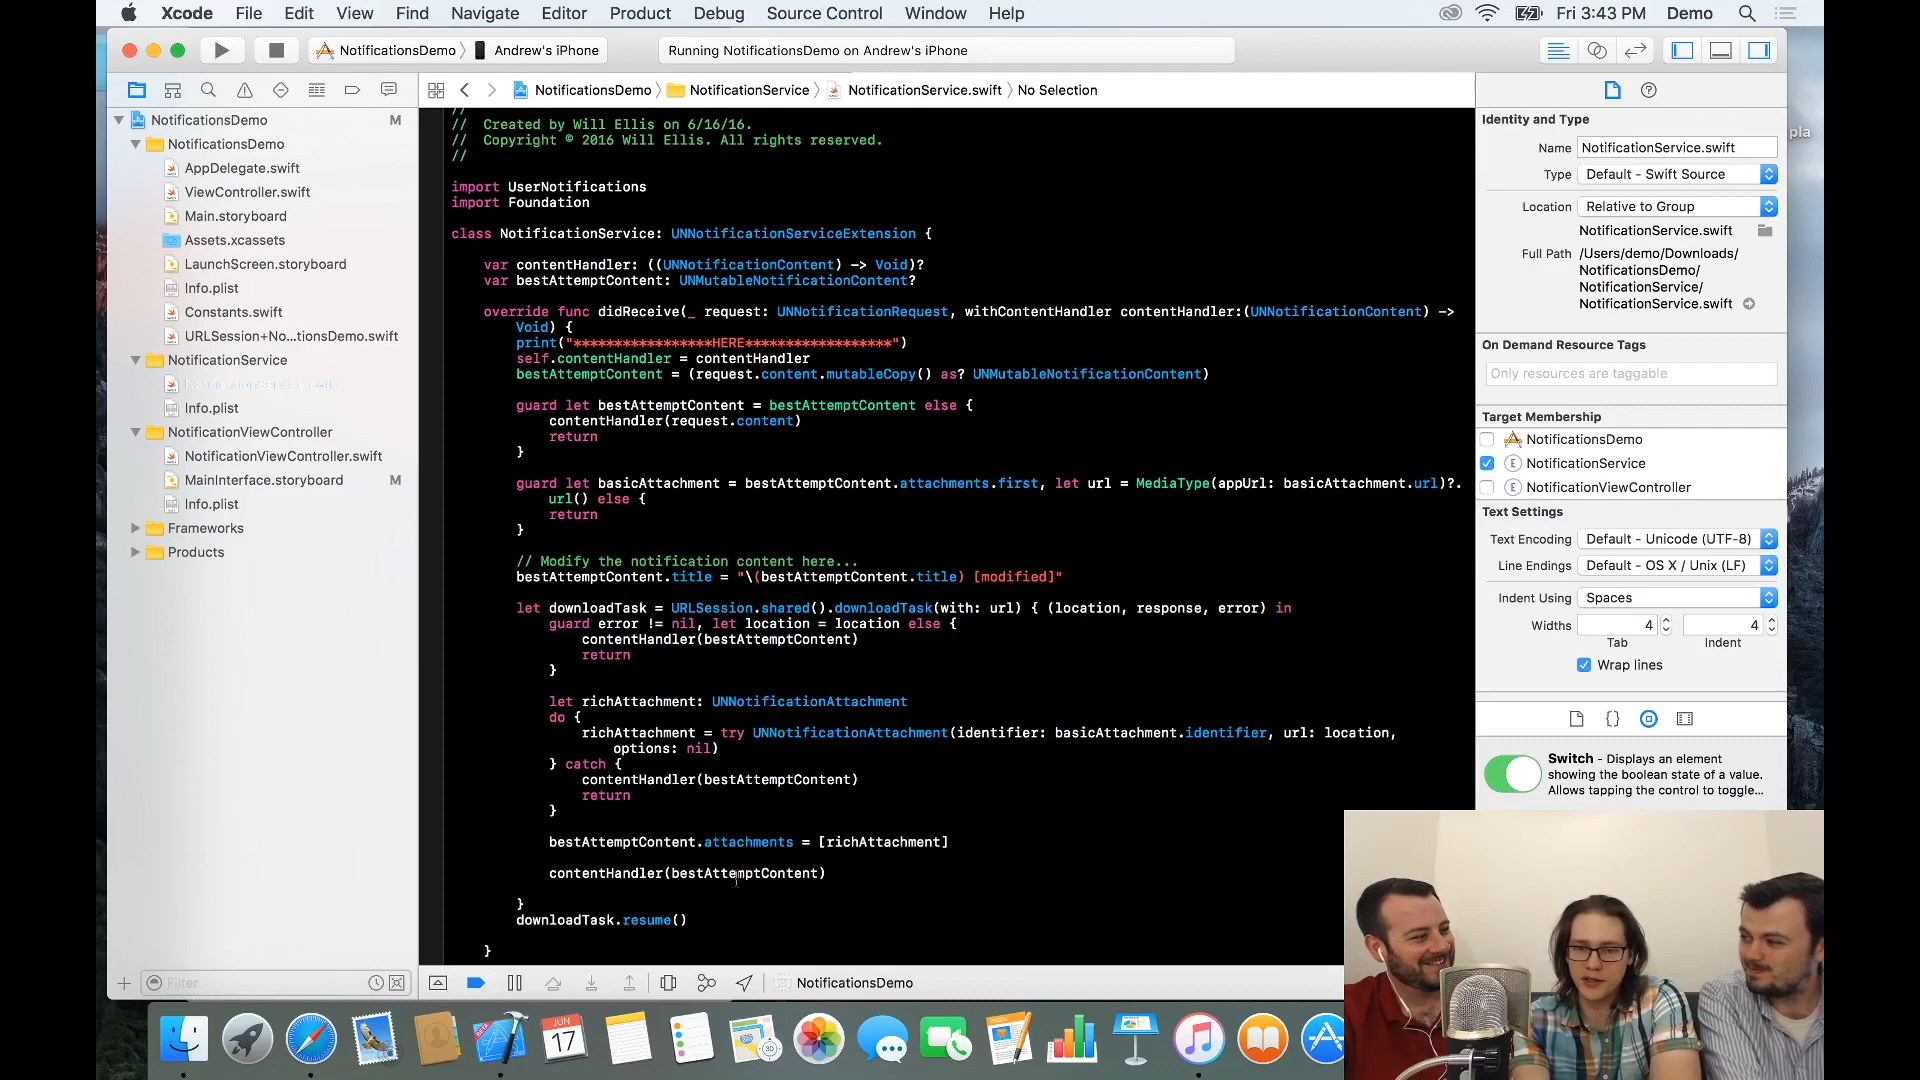 Xcode File Edit View Find Navigate Editor Product Debug Source Control Window Help Fri 3:43 PM Demo
NotificationsDemo Andrew's iPhone Running NotificationsDemo on Andrew's iPhone
NotificationsDemo NotificationService NotificationService.swift No Selection
NotificationsDemo M
NotificationsDemo
AppDelegate.swift
ViewController.swift
Main.storyboard
Assets.xcassets
LaunchScreen.storyboard
Info.plist
Constants.swift
URLSession+No...tionsDemo.swift
NotificationService
NotificationService.swift
Info.plist
NotificationViewController
NotificationViewController.swift
MainInterface.storyboard M
Info.plist
Frameworks
Products
Filter
//
// Created by Will Ellis on 6/16/16.
// Copyright © 2016 Will Ellis. All rights reserved.
//
import UserNotifications
import Foundation
class NotificationService: UNNotificationServiceExtension {
var contentHandler: ((UNNotificationContent) -> Void)?
var bestAttemptContent: UNMutableNotificationContent?
override func didReceive(_ request: UNNotificationRequest, withContentHandler contentHandler:(UNNotificationContent) ->
Void) {
print("*****************HERE******************")
self.contentHandler = contentHandler
bestAttemptContent = (request.content.mutableCopy() as? UNMutableNotificationContent)
guard let bestAttemptContent = bestAttemptContent else {
contentHandler(request.content)
return
}
guard let basicAttachment = bestAttemptContent.attachments.first, let url = MediaType(appUrl: basicAttachment.url)?.
url() else {
return
}
// Modify the notification content here...
bestAttemptContent.title = "\(bestAttemptContent.title) [modified]"
let downloadTask = URLSession.shared().downloadTask(with: url) { (location, response, error) in
guard error != nil, let location = location else {
contentHandler(bestAttemptContent)
return
}
let richAttachment: UNNotificationAttachment
do {
richAttachment = try UNNotificationAttachment(identifier: basicAttachment.identifier, url: location,
options: nil)
} catch {
contentHandler(bestAttemptContent)
return
}
bestAttemptContent.attachments = [richAttachment]
contentHandler(bestAttemptContent)
}
downloadTask.resume()
}
NotificationsDemo
Identity and Type
Name NotificationService.swift
Type Default - Swift Source
Location Relative to Group
NotificationService.swift
Full Path /Users/demo/Downloads/
NotificationsDemo/
NotificationService/
NotificationService.swift
On Demand Resource Tags
Only resources are taggable
Target Membership
NotificationsDemo
E NotificationService
E NotificationViewController
Text Settings
Text Encoding Default - Unicode (UTF-8)
Line Endings Default - OS X / Unix (LF)
Indent Using Spaces
Widths 4 4
Tab Indent
Wrap lines
{}
Switch - Displays an element
showing the boolean state of a value.
Allows tapping the control to toggle...
pla
BETA
JUN
17
3D